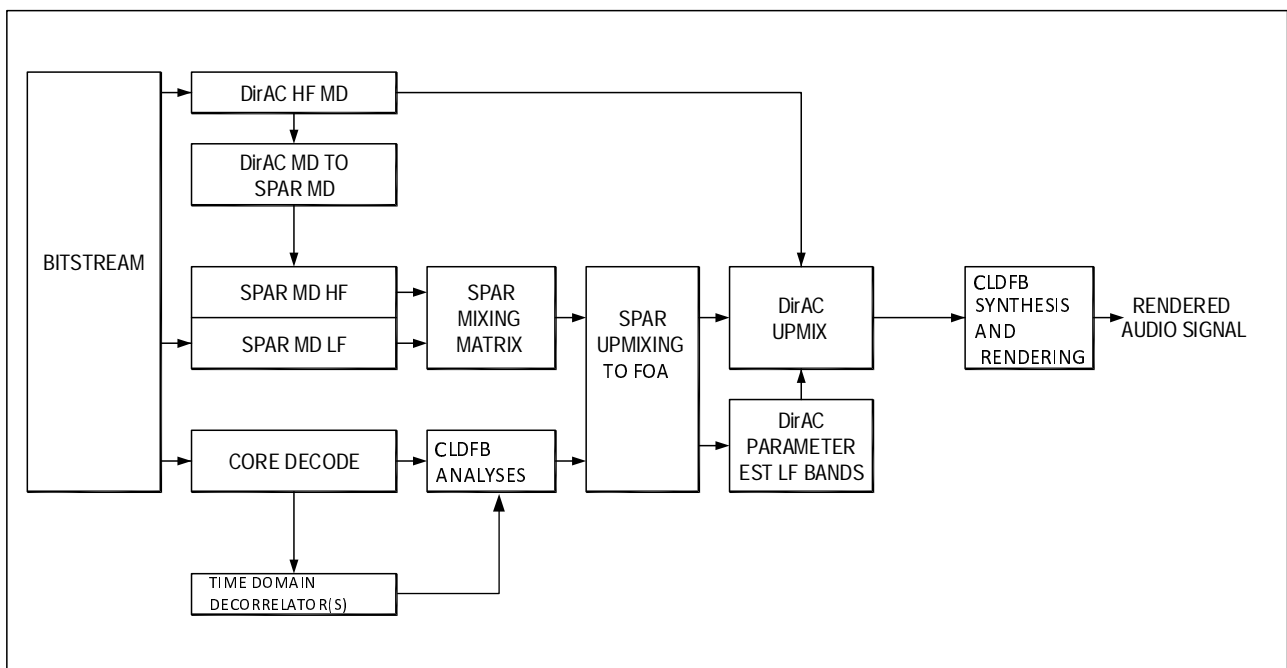 BITSTREAM
DirAC HF MD
DirAC MD TO
SPAR MD
SPAR MD HF
SPAR MD LF
CORE DECODE
TIME DOMAIN
DECORRELATOR(S)
SPAR
MIXING
MATRIX
CLDFB
ANALYSES
SPAR
UPMIXING
TO FOA
DirAC
UPMIX
DirAC
PARAMETER
EST LF BANDS
CLDFB
SYNTHESIS
AND
RENDERING
RENDERED
AUDIO SIGNAL